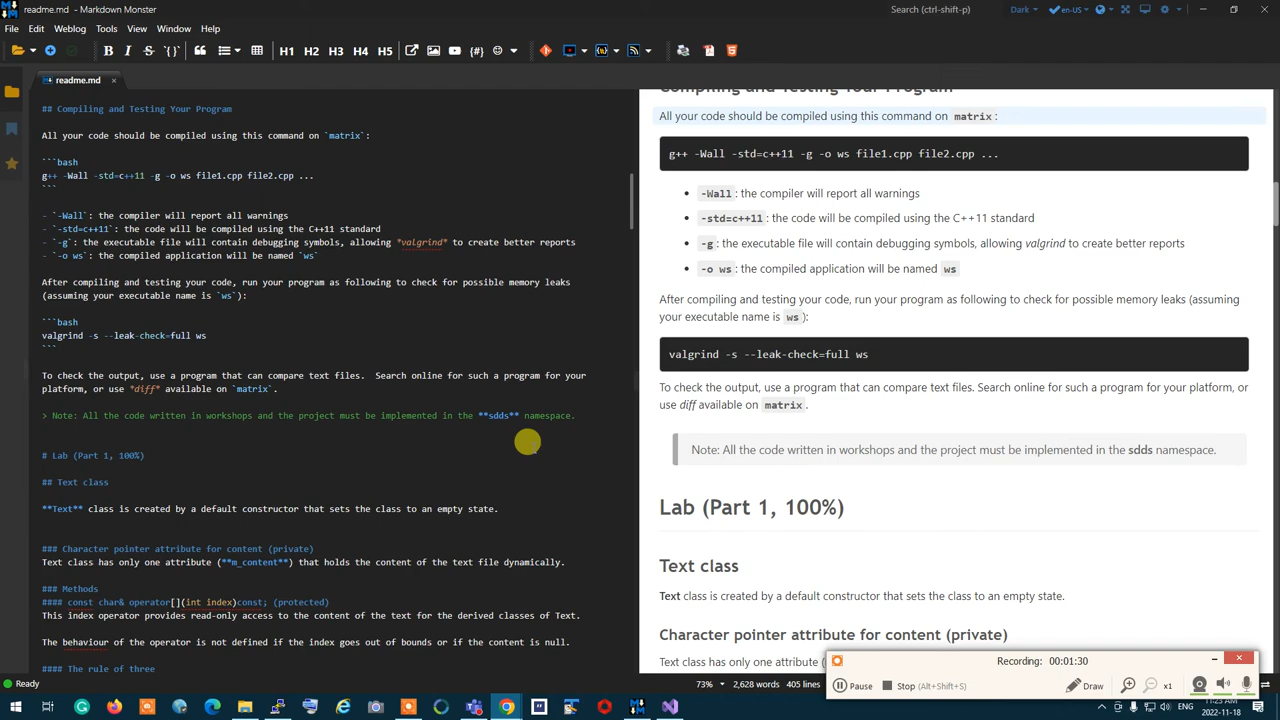 readme.md - Markdown Monster
Search (ctrl-shift-p)
Dark
en-US
File Edit Weblog Tools View Window Help
B I S { } H1 H2 H3 H4 H5 {#}
readme.md
## Compiling and Testing Your Program
All your code should be compiled using this command on `matrix`:
```bash
g++ -Wall -std=c++11 -g -o ws file1.cpp file2.cpp ...
```
- `-Wall`: the compiler will report all warnings
- `-std=c++11`: the code will be compiled using the C++11 standard
- `-g`: the executable file will contain debugging symbols, allowing *valgrind* to create better reports
- `-o ws`: the compiled application will be named `ws`
After compiling and testing your code, run your program as following to check for possible memory leaks
(assuming your executable name is `ws`):
```bash
valgrind -s --leak-check=full ws
```
To check the output, use a program that can compare text files.  Search online for such a program for your
platform, or use *diff* available on `matrix`.
> Note: All the code written in workshops and the project must be implemented in the **sdds** namespace.
# Lab (Part 1, 100%)
## Text class
**Text** class is created by a default constructor that sets the class to an empty state.
### Character pointer attribute for content (private)
Text class has only one attribute (**m_content**) that holds the content of the text file dynamically.
### Methods
#### const char& operator[](int index)const; (protected)
This index operator provides read-only access to the content of the text for the derived classes of Text.
The behaviour of the operator is not defined if the index goes out of bounds or if the content is null.
#### The rule of three
Compiling and Testing Your Program
All your code should be compiled using this command on matrix:
g++ -Wall -std=c++11 -g -o ws file1.cpp file2.cpp ...
• -Wall: the compiler will report all warnings
• -std=c++11: the code will be compiled using the C++11 standard
• -g: the executable file will contain debugging symbols, allowing valgrind to create better reports
• -o ws: the compiled application will be named ws
After compiling and testing your code, run your program as following to check for possible memory leaks (assuming
your executable name is ws):
valgrind -s --leak-check=full ws
To check the output, use a program that can compare text files. Search online for such a program for your platform, or
use diff available on matrix.
Note: All the code written in workshops and the project must be implemented in the sdds namespace.
Lab (Part 1, 100%)
Text class
Text class is created by a default constructor that sets the class to an empty state.
Character pointer attribute for content (private)
Text class has only one attribute (
Recording: 00:01:30
Pause Stop (Alt+Shift+S) Draw x1
Ready
73% 2,628 words 405 lines
11:25 AM
2022-11-18